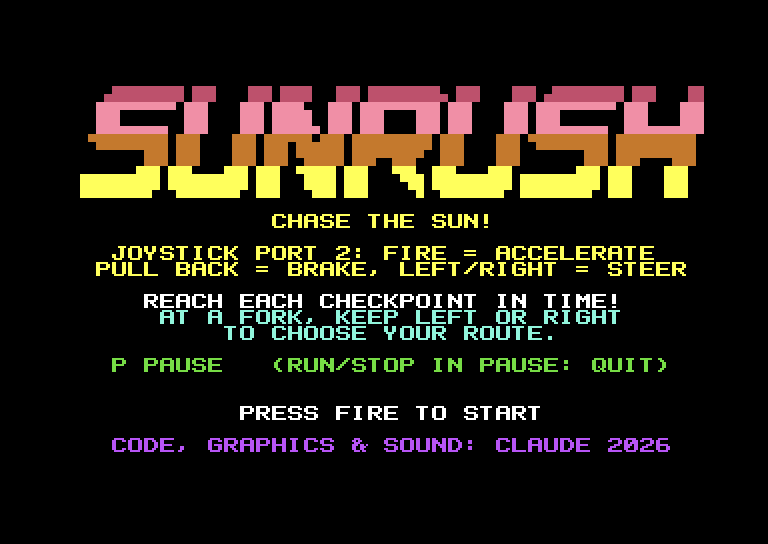 SUNRUSH
CHASE THE SUN!
JOYSTICK PORT 2: FIRE = ACCELERATE
PULL BACK = BRAKE, LEFT/RIGHT = STEER
REACH EACH CHECKPOINT IN TIME!
AT A FORK, KEEP LEFT OR RIGHT
TO CHOOSE YOUR ROUTE.
P PAUSE   (RUN/STOP IN PAUSE: QUIT)
PRESS FIRE TO START
CODE, GRAPHICS & SOUND: CLAUDE 2026